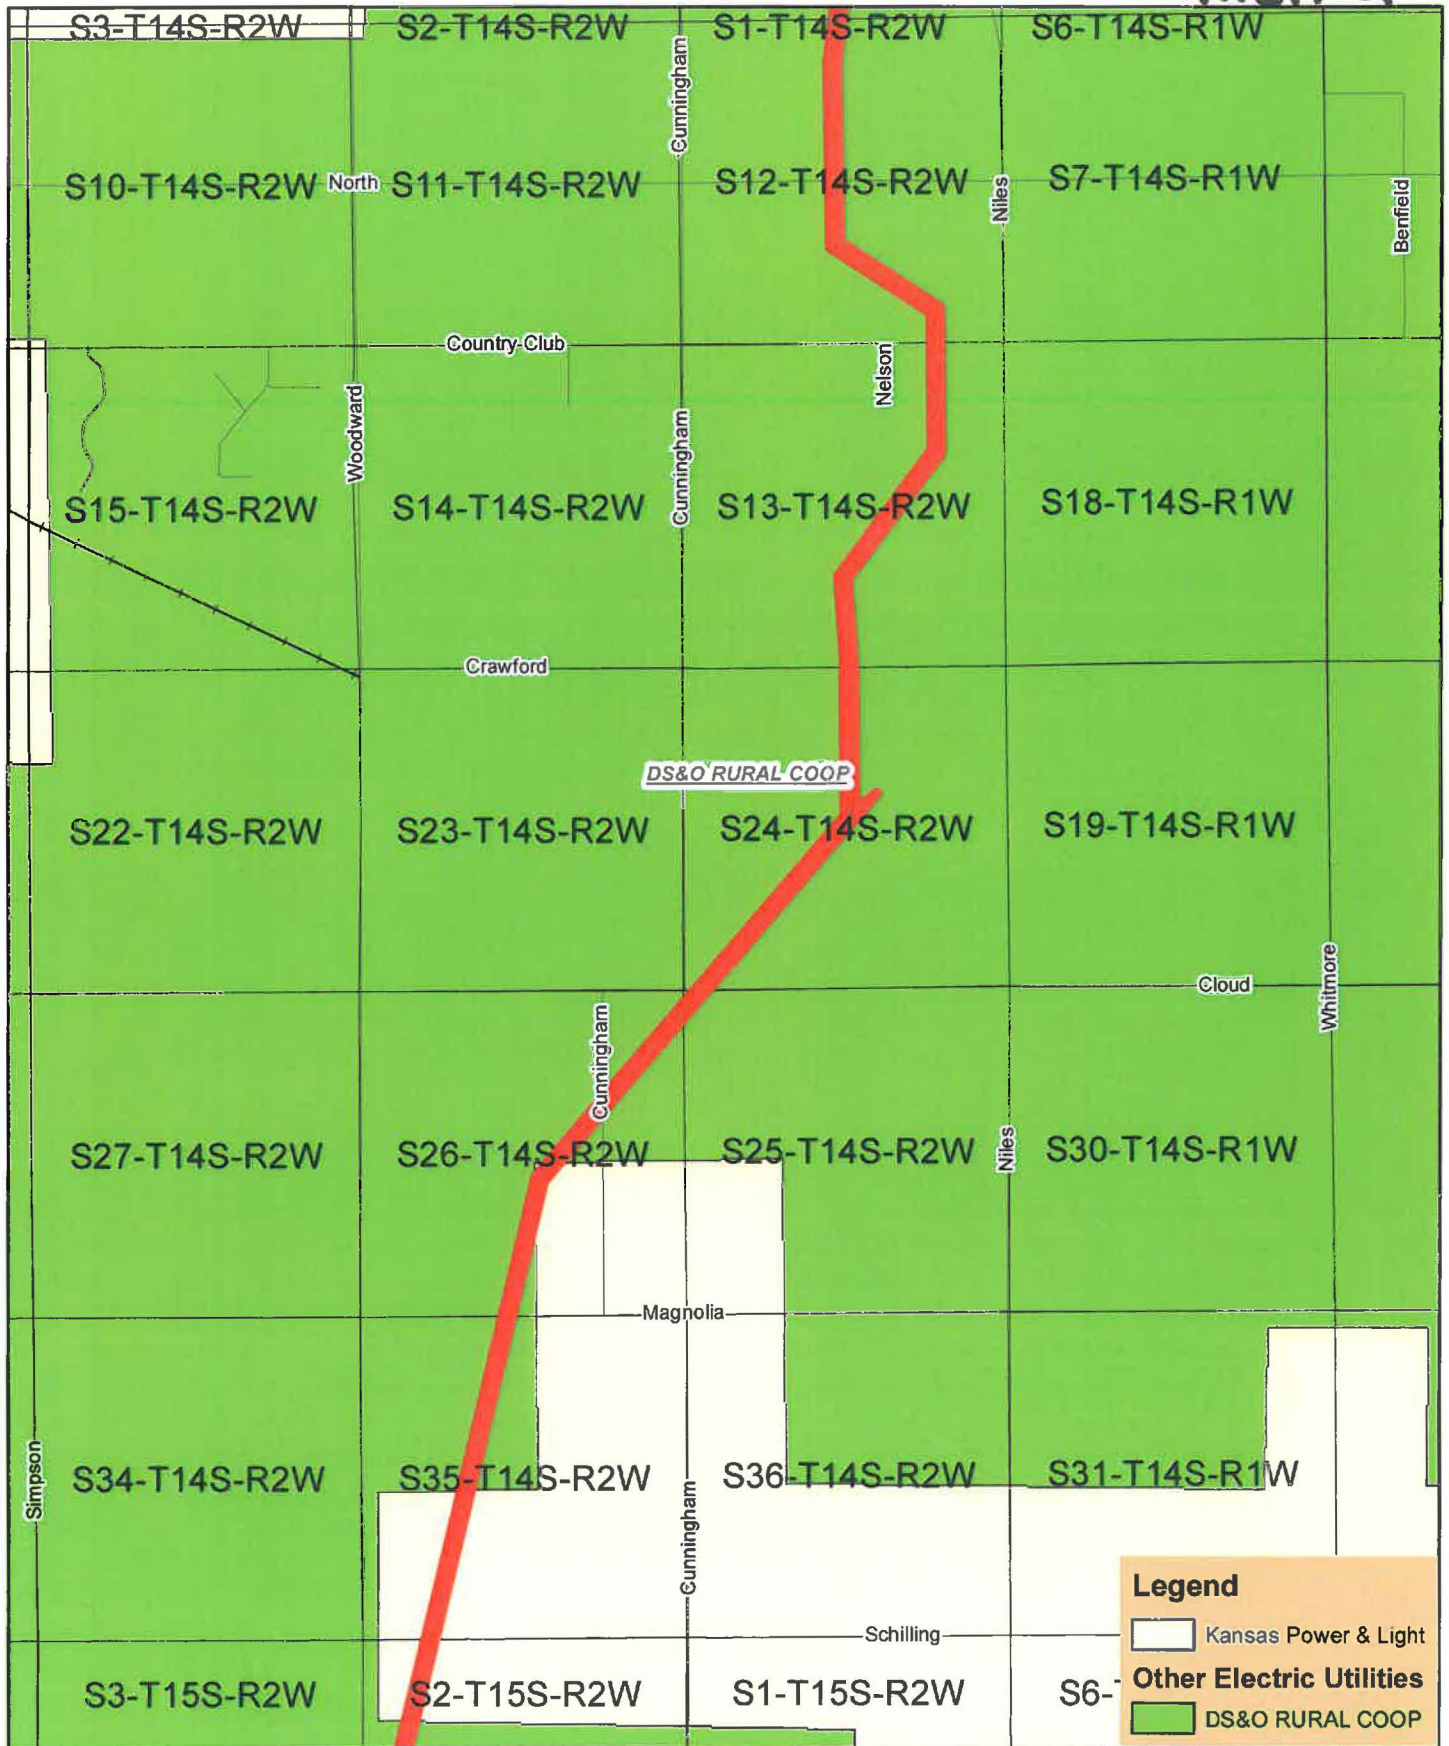 S3-T14S-R2W
S2-T14S-R2W
S1-T14S-R2W
S6-T14S-R1W
Cunningham
S10-T14S-R2W
North
S11-T14S-R2W
S12-T14S-R2W
Niles
S7-T14S-R1W
Benfield
Country Club
Nelson
Woodward
Cunningham
S15-T14S-R2W
S14-T14S-R2W
S13-T14S-R2W
S18-T14S-R1W
Crawford
DS&O RURAL COOP
S22-T14S-R2W
S23-T14S-R2W
S24-T14S-R2W
S19-T14S-R1W
Cloud
Whitmore
Cunningham
S27-T14S-R2W
S26-T14S-R2W
S25-T14S-R2W
Niles
S30-T14S-R1W
Magnolia
Simpson
S34-T14S-R2W
S35-T14S-R2W
Cunningham
S36-T14S-R2W
S31-T14S-R1W
Schilling
S3-T15S-R2W
S2-T15S-R2W
S1-T15S-R2W
S6-
Legend
Kansas Power & Light
Other Electric Utilities
DS&O RURAL COOP